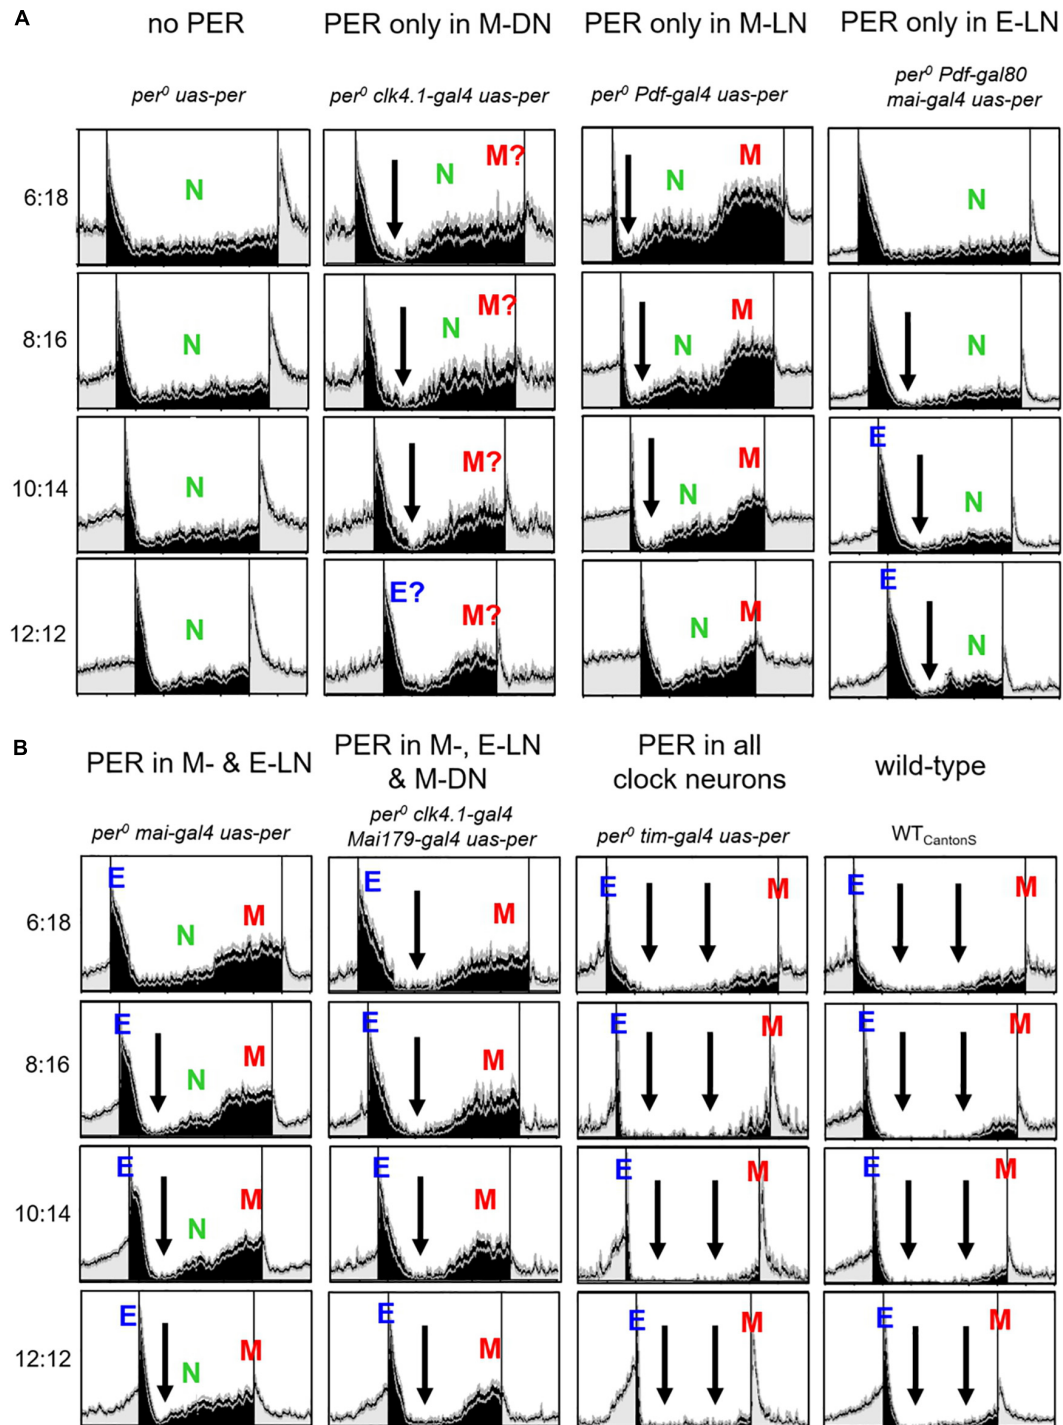 A
no PER PER only in M-DN PER only in M-LN PER only in E-LN
per⁰ uas-per per⁰ clk4.1-gal4 uas-per per⁰ Pdf-gal4 uas-per per⁰ Pdf-gal80
mai-gal4 uas-per
6:18 N N M? N M N
8:16 N N M? N M N
10:14 N M? N M E N
12:12 N E? M? N M E N
B
PER in M- & E-LN PER in M-, E-LN
& M-DN PER in all
clock neurons wild-type
per⁰ mai-gal4 uas-per per⁰ clk4.1-gal4
Mai179-gal4 uas-per per⁰ tim-gal4 uas-per WTCantonS
6:18 E N M E M E M E M
8:16 E N M E M E M E M
10:14 E N M E M E M E M
12:12 E N M E M E M E M